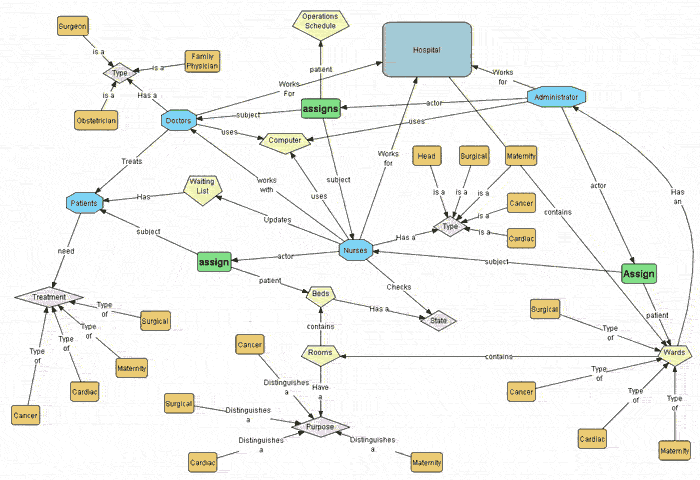 Operations
Schedule
Surgeon
is a
Family
Physician
Hospital
Type
is a
is a
patient
Works
For
Works
for
Has a
Administrator
assigns
actor
Obstetrician
Doctors
subject
uses
uses
Computer
Works
for
Head
Surgical
Maternity
Treats
works
with
subject
actor
Has
an
Waiting
List
is a
is a
is a
Patients
Has
uses
Cancer
contains
Updates
is a
subject
Has a
Type
is a
Cardiac
need
assign
actor
Nurses
subject
Assign
patient
Checks
Treatment
Beds
Has a
State
patient
Type
of
Surgical
Surgical
contains
Type
of
Type
of
Type
of
Type
of
Cancer
Rooms
contains
Wards
Maternity
Distinguishes
a
Have
a
Type
of
Cardiac
Cancer
Type
of
Type
of
Surgical
Distinguishes
a
Cancer
Purpose
Cardiac
Distinguishes
a
Distinguishes
a
Maternity
Cardiac
Maternity